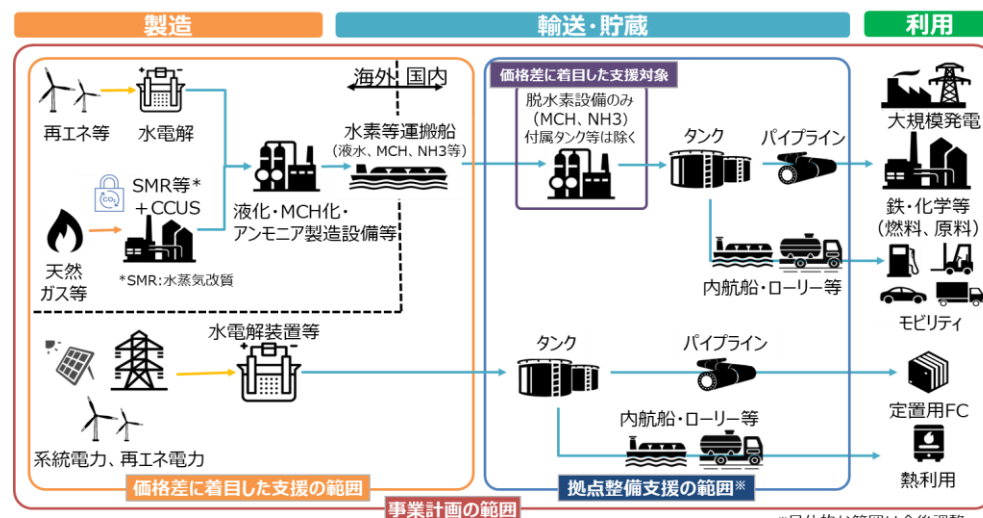 製造
輸送・貯蔵
利用
海外
国内
価格差に着目した支援対象
脱水素設備のみ
(MCH、NH3)
付属タンク等は除く
再エネ等
水電解
水素等運搬船
(液水、MCH、NH3等)
タンク
パイプライン
大規模発電
CO₂
SMR等*
+CCUS
液化・MCH化・
アンモニア製造設備等
天然
ガス等
*SMR:水蒸気改質
鉄・化学等
(燃料、原料)
内航船・ローリー等
モビリティ
水電解装置等
タンク
パイプライン
定置用FC
内航船・ローリー等
系統電力、再エネ電力
熱利用
価格差に着目した支援の範囲
拠点整備支援の範囲※
事業計画の範囲